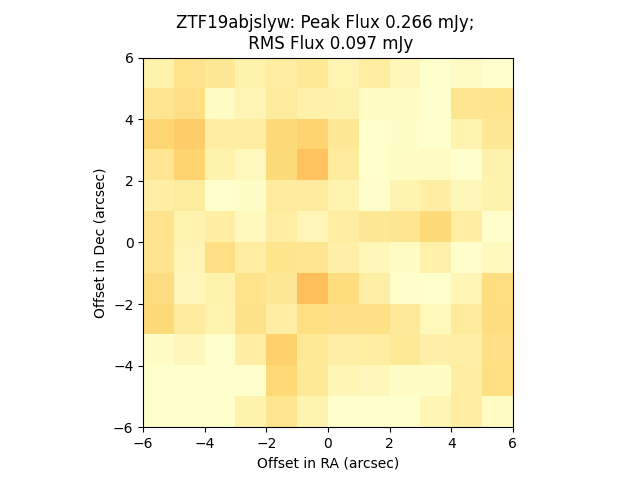 ZTF19abjslyw: Peak Flux 0.266 mJy;
RMS Flux 0.097 mJy
6
4
2
0
−2
−4
−6
Offset in Dec (arcsec)
−6 −4 −2 0 2 4 6
Offset in RA (arcsec)